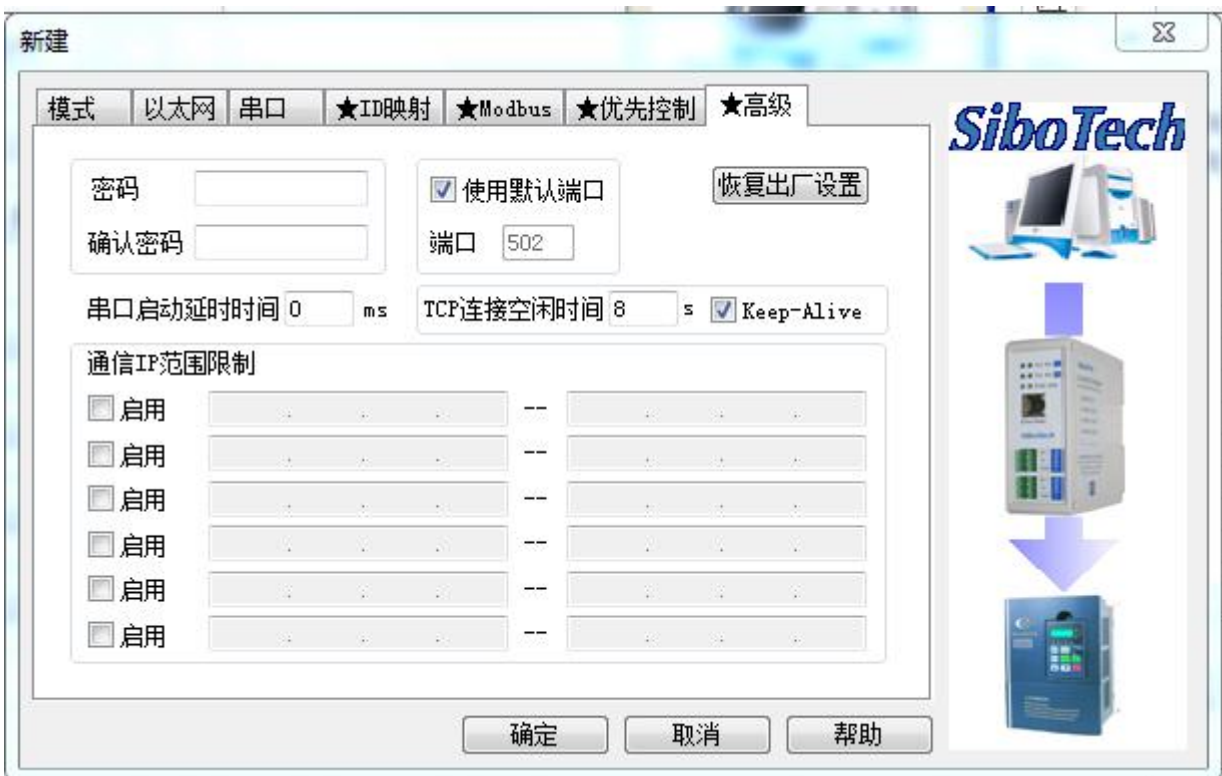 新建
模式 以太网 串口 ★ID映射 ★Modbus ★优先控制 ★高级
SiboTech
密码 使用默认端口 恢复出厂设置
确认密码 端口 502
串口启动延时时间 0 ms TCP连接空闲时间 8 s Keep-Alive
通信IP范围限制
启用 . . . -- . . .
启用 . . . -- . . .
启用 . . . -- . . .
启用 . . . -- . . .
启用 . . . -- . . .
启用 . . . -- . . .
确定 取消 帮助